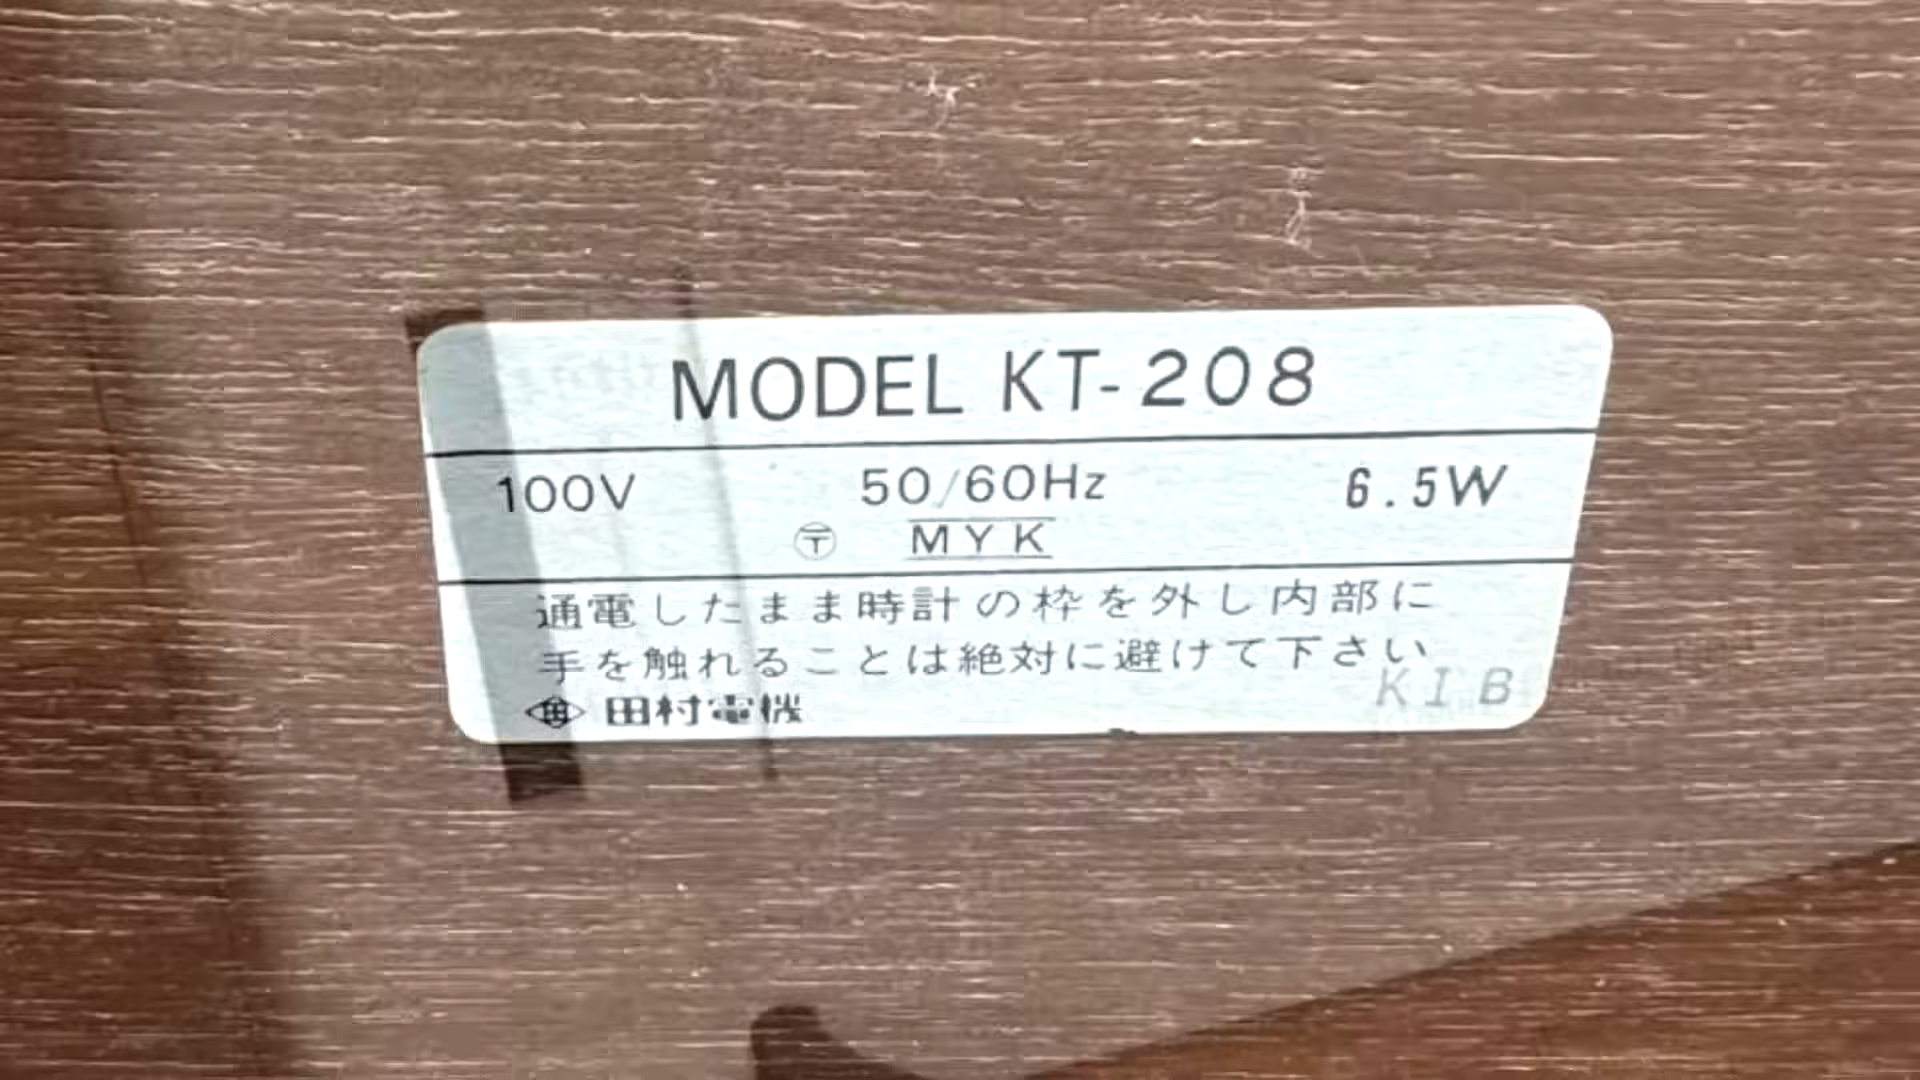 MODEL KT-208
100V 50/60Hz 6.5W
〒 MYK
通電したまま時計の枠を外し内部に
手を触れることは絶対に避けて下さい
田村電機
KIB